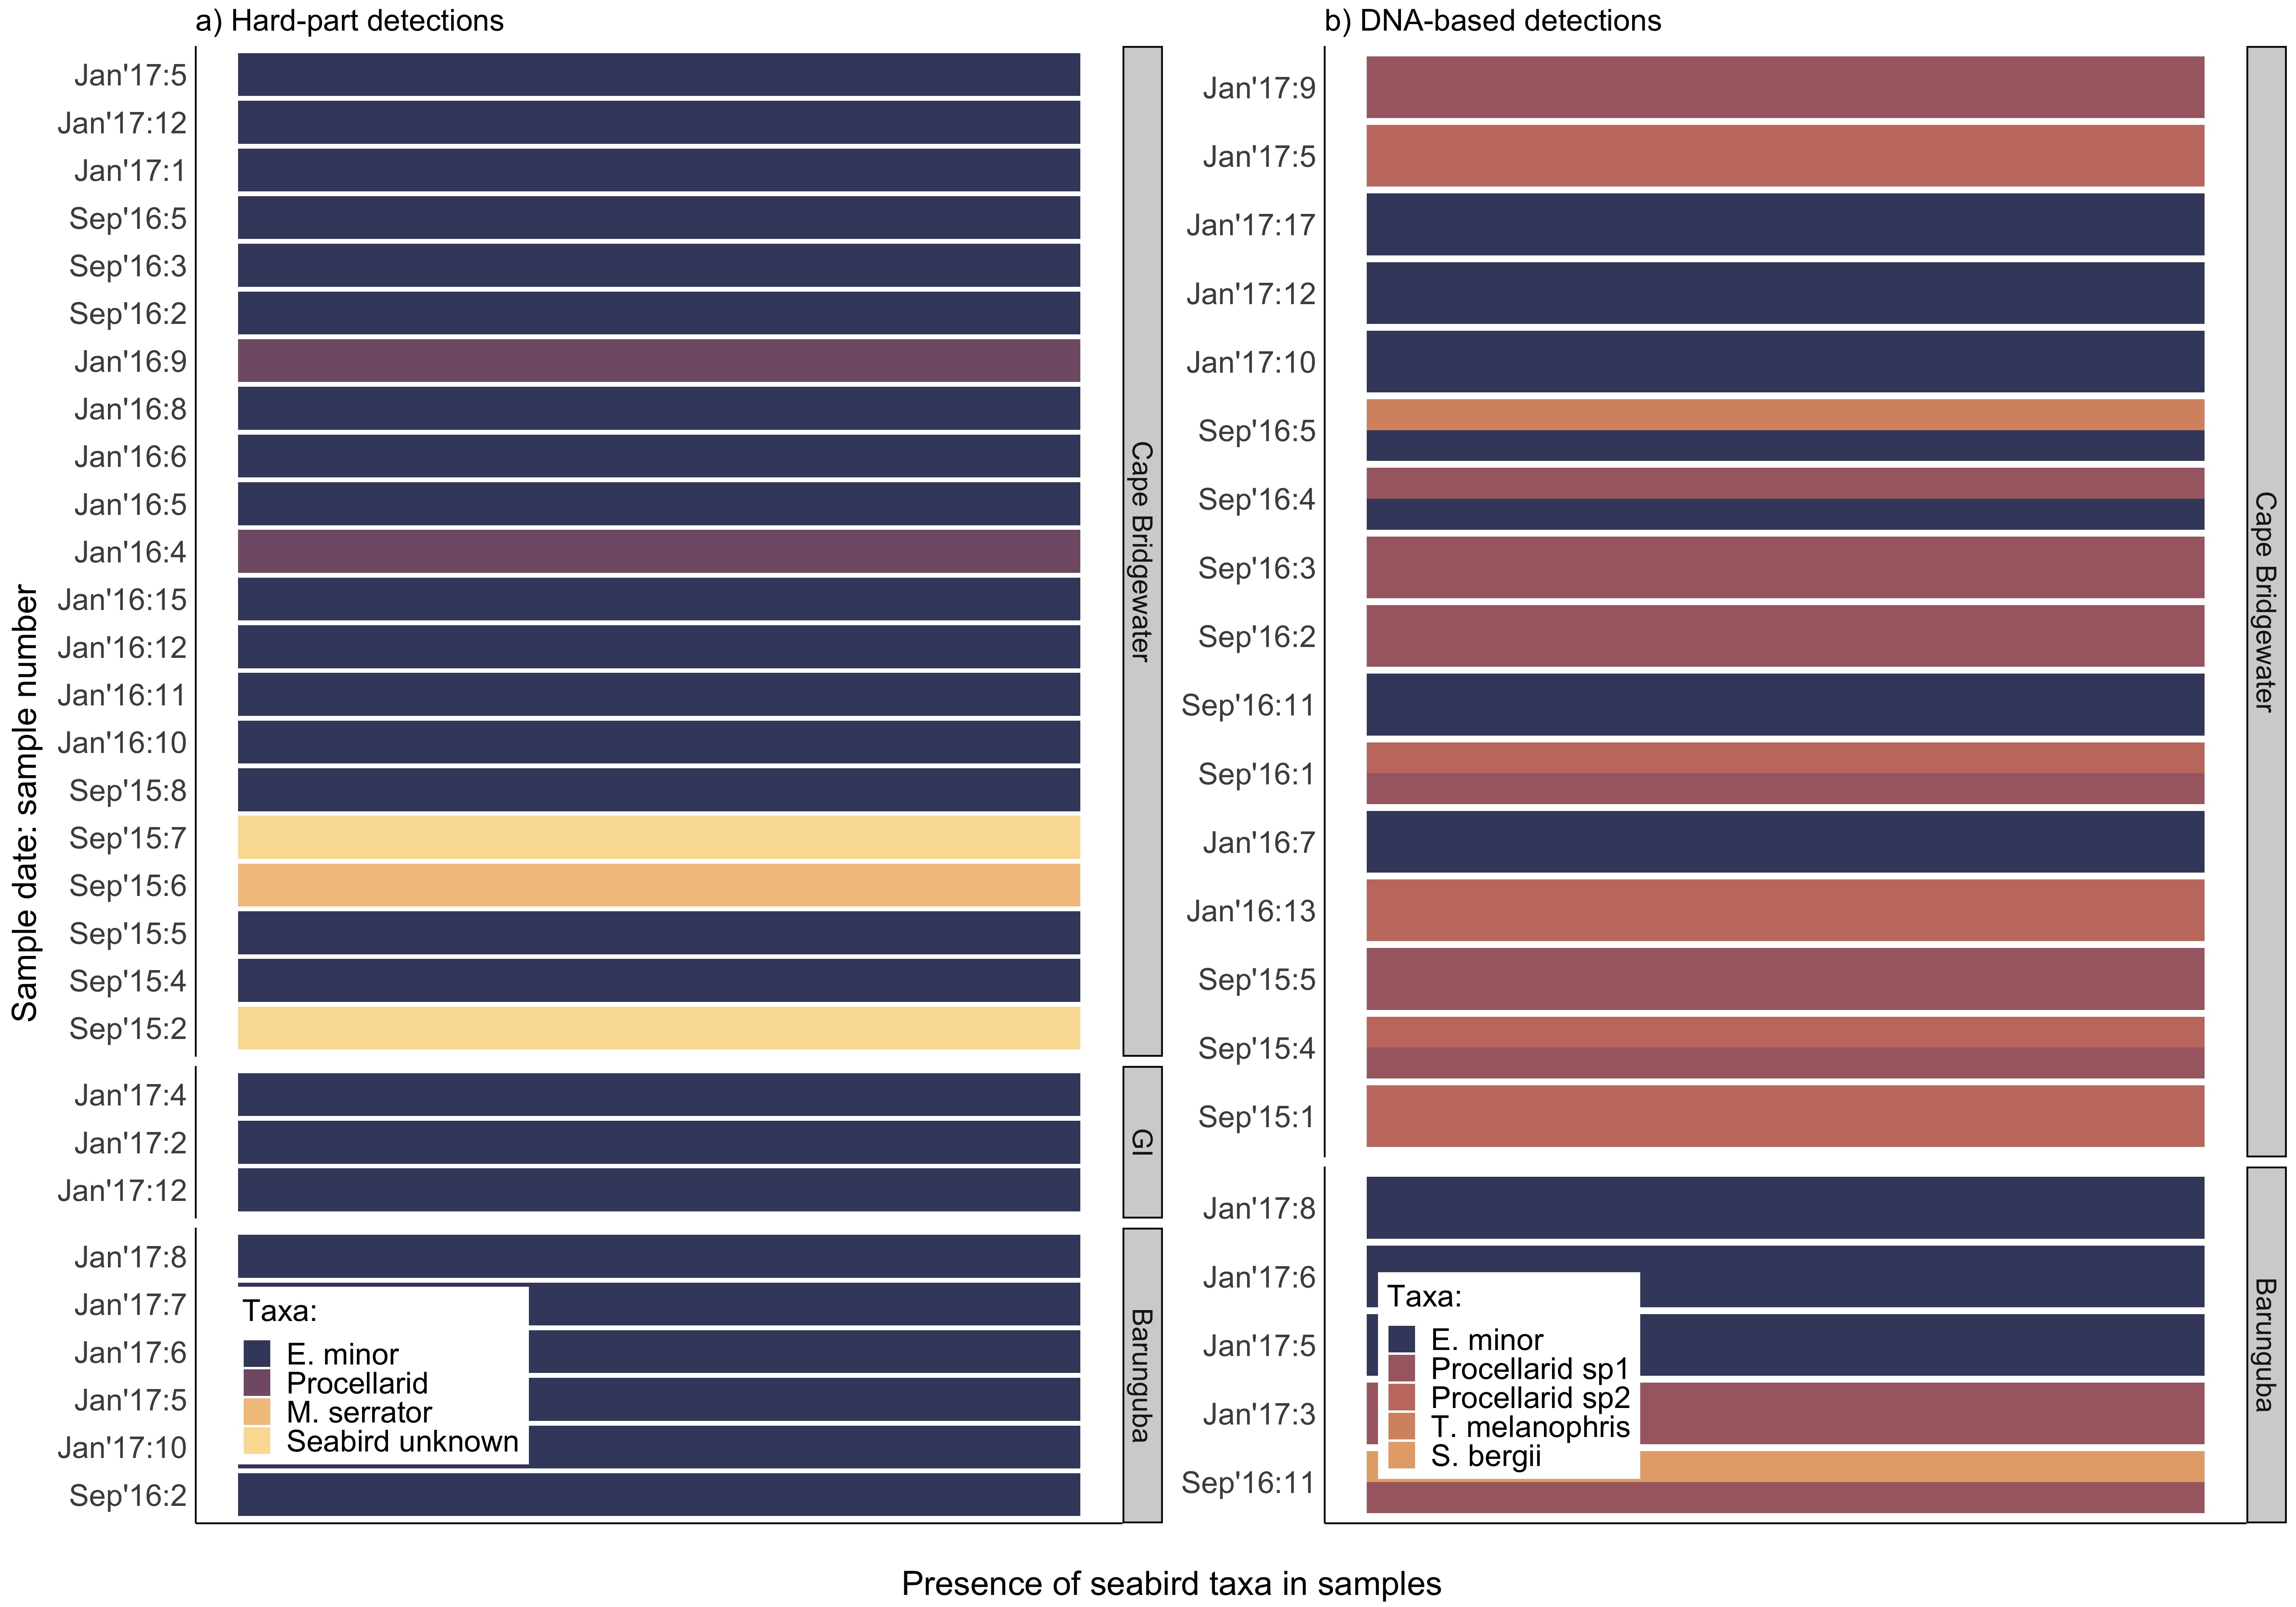 a) Hard-part detections
Jan'17:5
Jan'17:12
Jan'17:1
Sep'16:5
Sep'16:3
Sep'16:2
Jan'16:9
Jan'16:8
Jan'16:6
Jan'16:5
Jan'16:4
Jan'16:15
Jan'16:12
Jan'16:11
Jan'16:10
Sep'15:8
Sep'15:7
Sep'15:6
Sep'15:5
Sep'15:4
Sep'15:2
Cape Bridgewater
Jan'17:4
Jan'17:2
Jan'17:12
GI
Jan'17:8
Jan'17:7
Jan'17:6
Jan'17:5
Jan'17:10
Sep'16:2
Barunguba
Taxa:
E. minor
Procellarid
M. serrator
Seabird unknown
Sample date: sample number
b) DNA-based detections
Jan'17:9
Jan'17:5
Jan'17:17
Jan'17:12
Jan'17:10
Sep'16:5
Sep'16:4
Sep'16:3
Sep'16:2
Sep'16:11
Sep'16:1
Jan'16:7
Jan'16:13
Sep'15:5
Sep'15:4
Sep'15:1
Cape Bridgewater
Jan'17:8
Jan'17:6
Jan'17:5
Jan'17:3
Sep'16:11
Barunguba
Taxa:
E. minor
Procellarid sp1
Procellarid sp2
T. melanophris
S. bergii
Presence of seabird taxa in samples